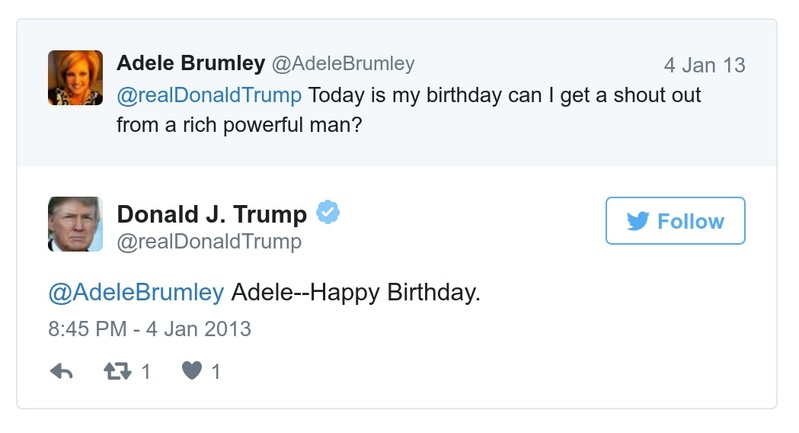 Adele Brumley @AdeleBrumley 4 Jan 13
@realDonaldTrump Today is my birthday can I get a shout out
from a rich powerful man?
Donald J. Trump
@realDonaldTrump
Follow
@AdeleBrumley Adele--Happy Birthday.
8:45 PM - 4 Jan 2013
1 1